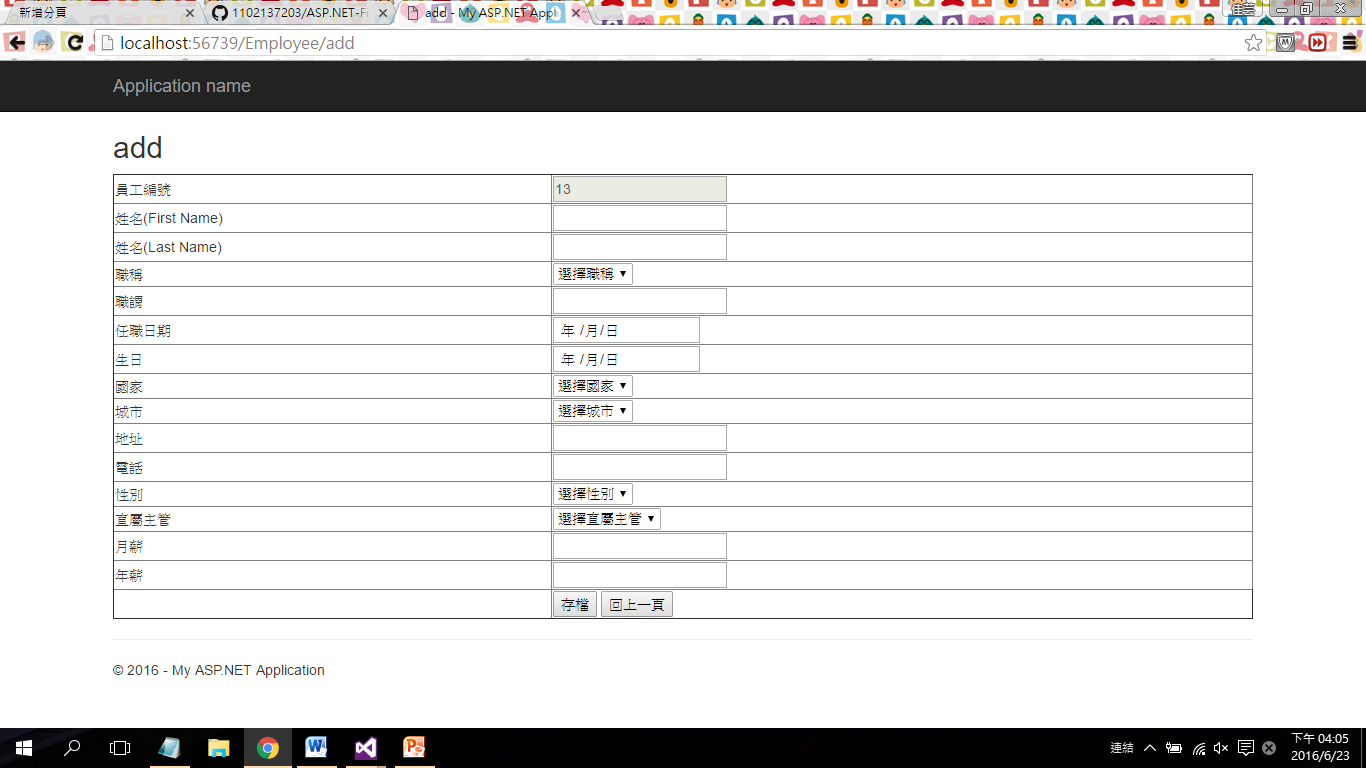 新增分頁 1102137203/ASP.NET-Fi add - My ASP.NET Appl 佳芸
localhost:56739/Employee/add
Application name
add
員工編號 13
姓名(First Name)
姓名(Last Name)
職稱 選擇職稱
職謂
任職日期 年 /月/日
生日 年 /月/日
國家 選擇國家
城市 選擇城市
地址
電話
性別 選擇性別
直屬主管 選擇直屬主管
月薪
年薪
存檔 回上一頁
© 2016 - My ASP.NET Application
連結 下午 04:05
2016/6/23